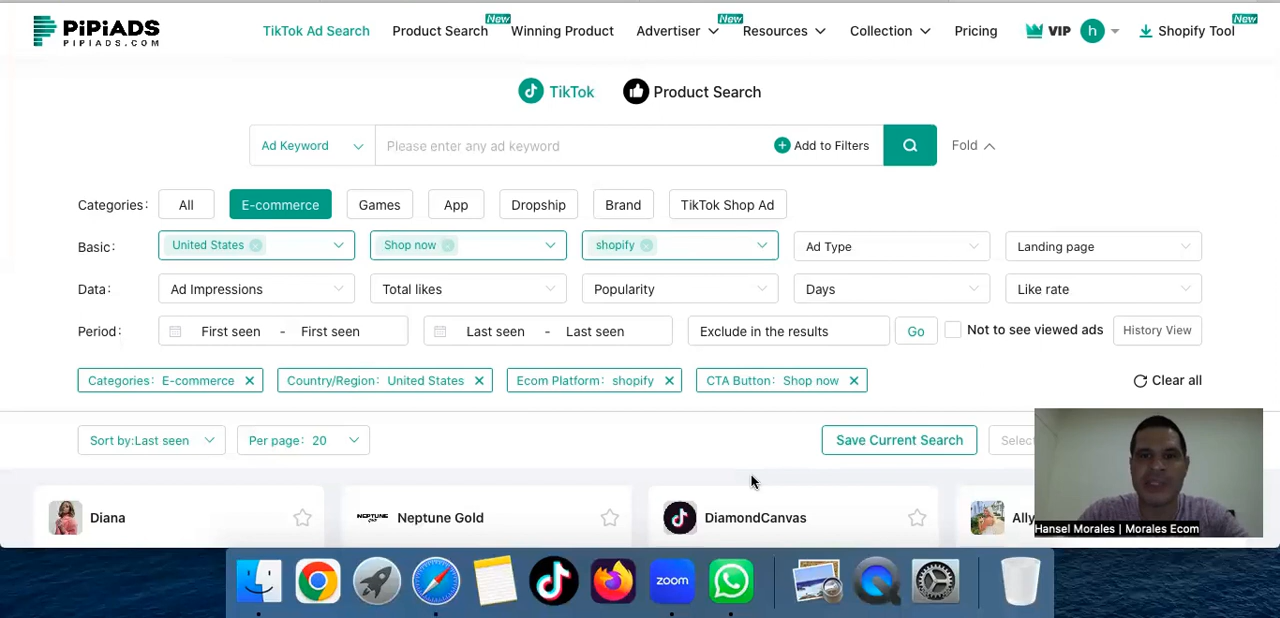 PiPiADS
PIPIADS.COM
TikTok Ad Search
Product Search
New
Winning Product
Advertiser
New
Resources
Collection
Pricing
VIP
h
Shopify Tool
New
TikTok
Product Search
Ad Keyword
Please enter any ad keyword
Add to Filters
Fold
Categories:
All
E-commerce
Games
App
Dropship
Brand
TikTok Shop Ad
Basic:
United States
Shop now
shopify
Ad Type
Landing page
Data:
Ad Impressions
Total likes
Popularity
Days
Like rate
Period:
First seen - First seen
Last seen - Last seen
Exclude in the results
Go
Not to see viewed ads
History View
Categories: E-commerce
Country/Region: United States
Ecom Platform: shopify
CTA Button: Shop now
Clear all
Sort by:Last seen
Per page: 20
Save Current Search
Selec
Diana
NEPTUNE
Neptune Gold
DiamondCanvas
Ally
Hansel Morales | Morales Ecom
zoom